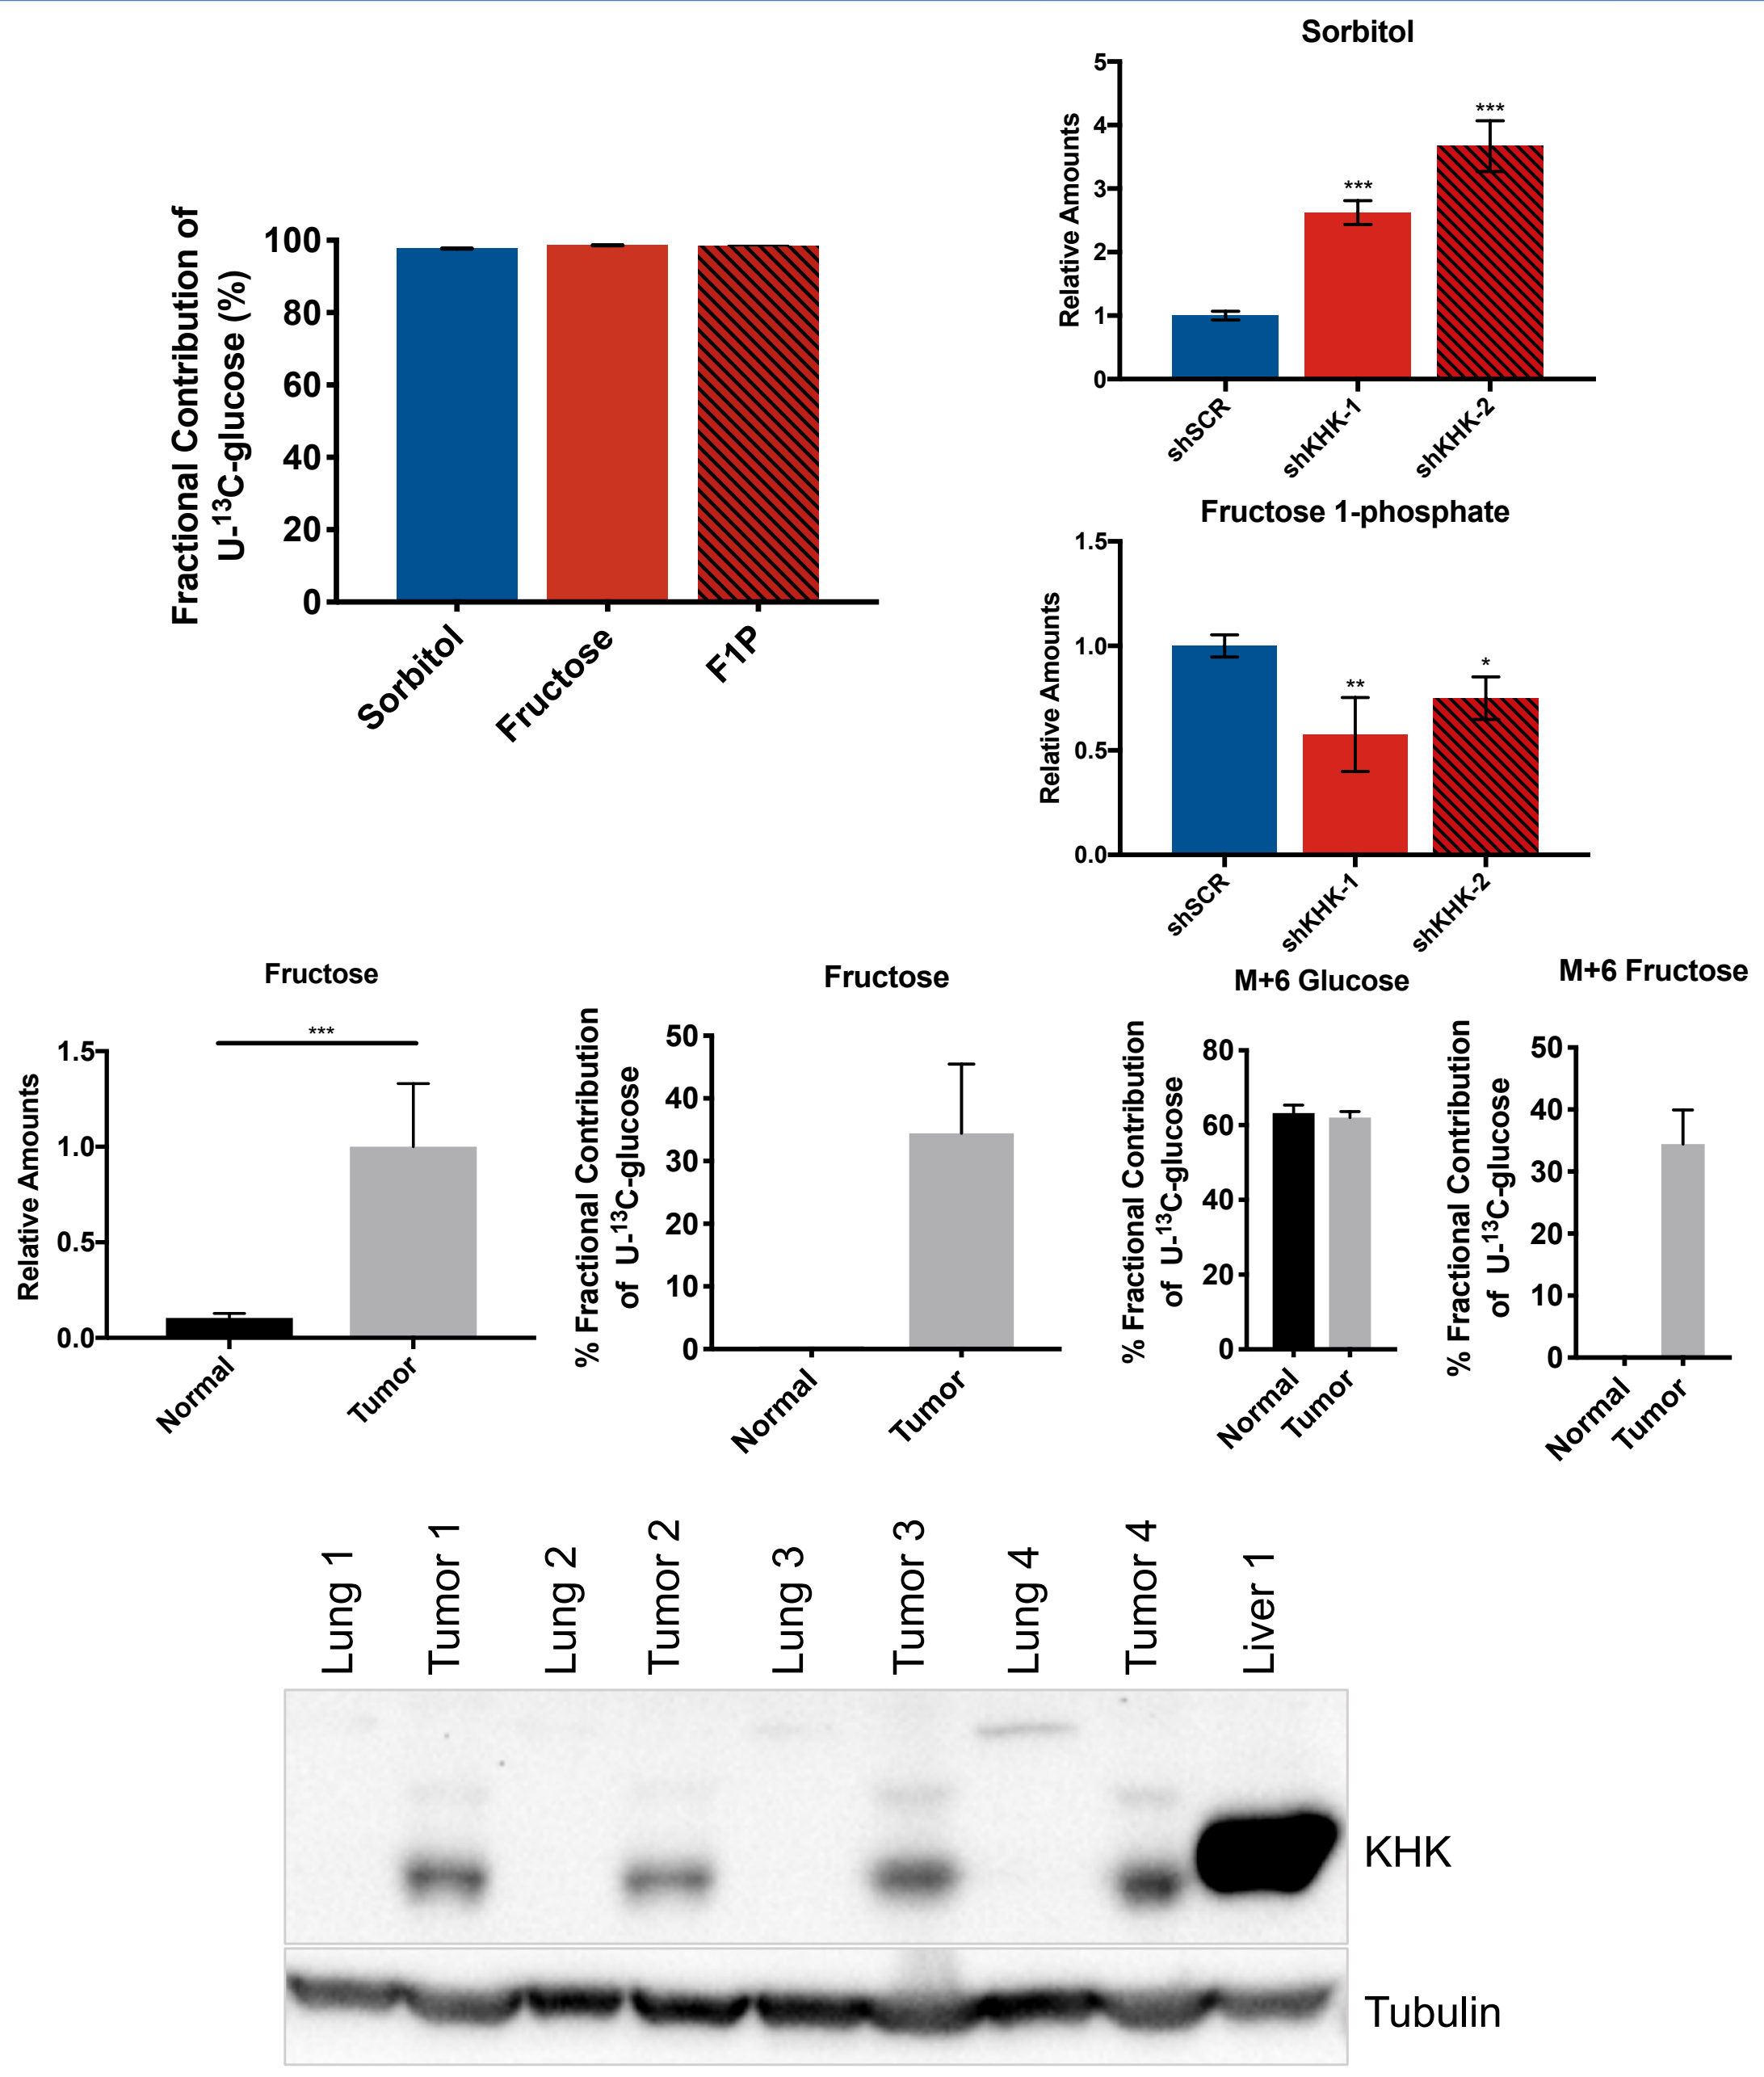 Fractional Contribution of
U-¹³C-glucose (%)
100
80
60
40
20
0
Sorbitol
Fructose
F1P
Sorbitol
Relative Amounts
5
4
3
2
1
0
***
***
shSCR
shKHK-1
shKHK-2
Fructose 1-phosphate
Relative Amounts
1.5
1.0
0.5
0.0
**
*
shSCR
shKHK-1
shKHK-2
Fructose
Relative Amounts
1.5
1.0
0.5
0.0
***
Normal
Tumor
Fructose
% Fractional Contribution
of U-¹³C-glucose
50
40
30
20
10
0
Normal
Tumor
M+6 Glucose
% Fractional Contribution
of U-¹³C-glucose
80
60
40
20
0
Normal
Tumor
M+6 Fructose
% Fractional Contribution
of U-¹³C-glucose
50
40
30
20
10
0
Normal
Tumor
Lung 1
Tumor 1
Lung 2
Tumor 2
Lung 3
Tumor 3
Lung 4
Tumor 4
Liver 1
KHK
Tubulin